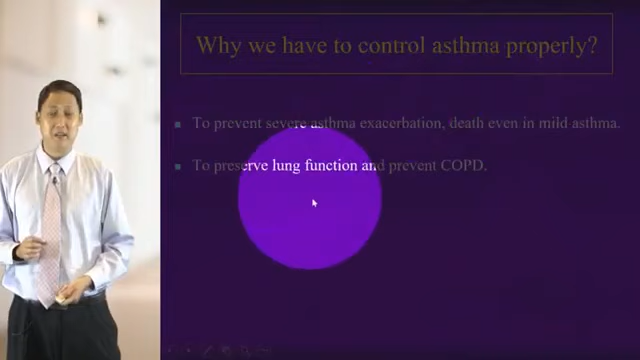 Why we have to control asthma properly?
To prevent severe asthma exacerbation, death even in mild asthma.
To preserve lung function and prevent COPD.